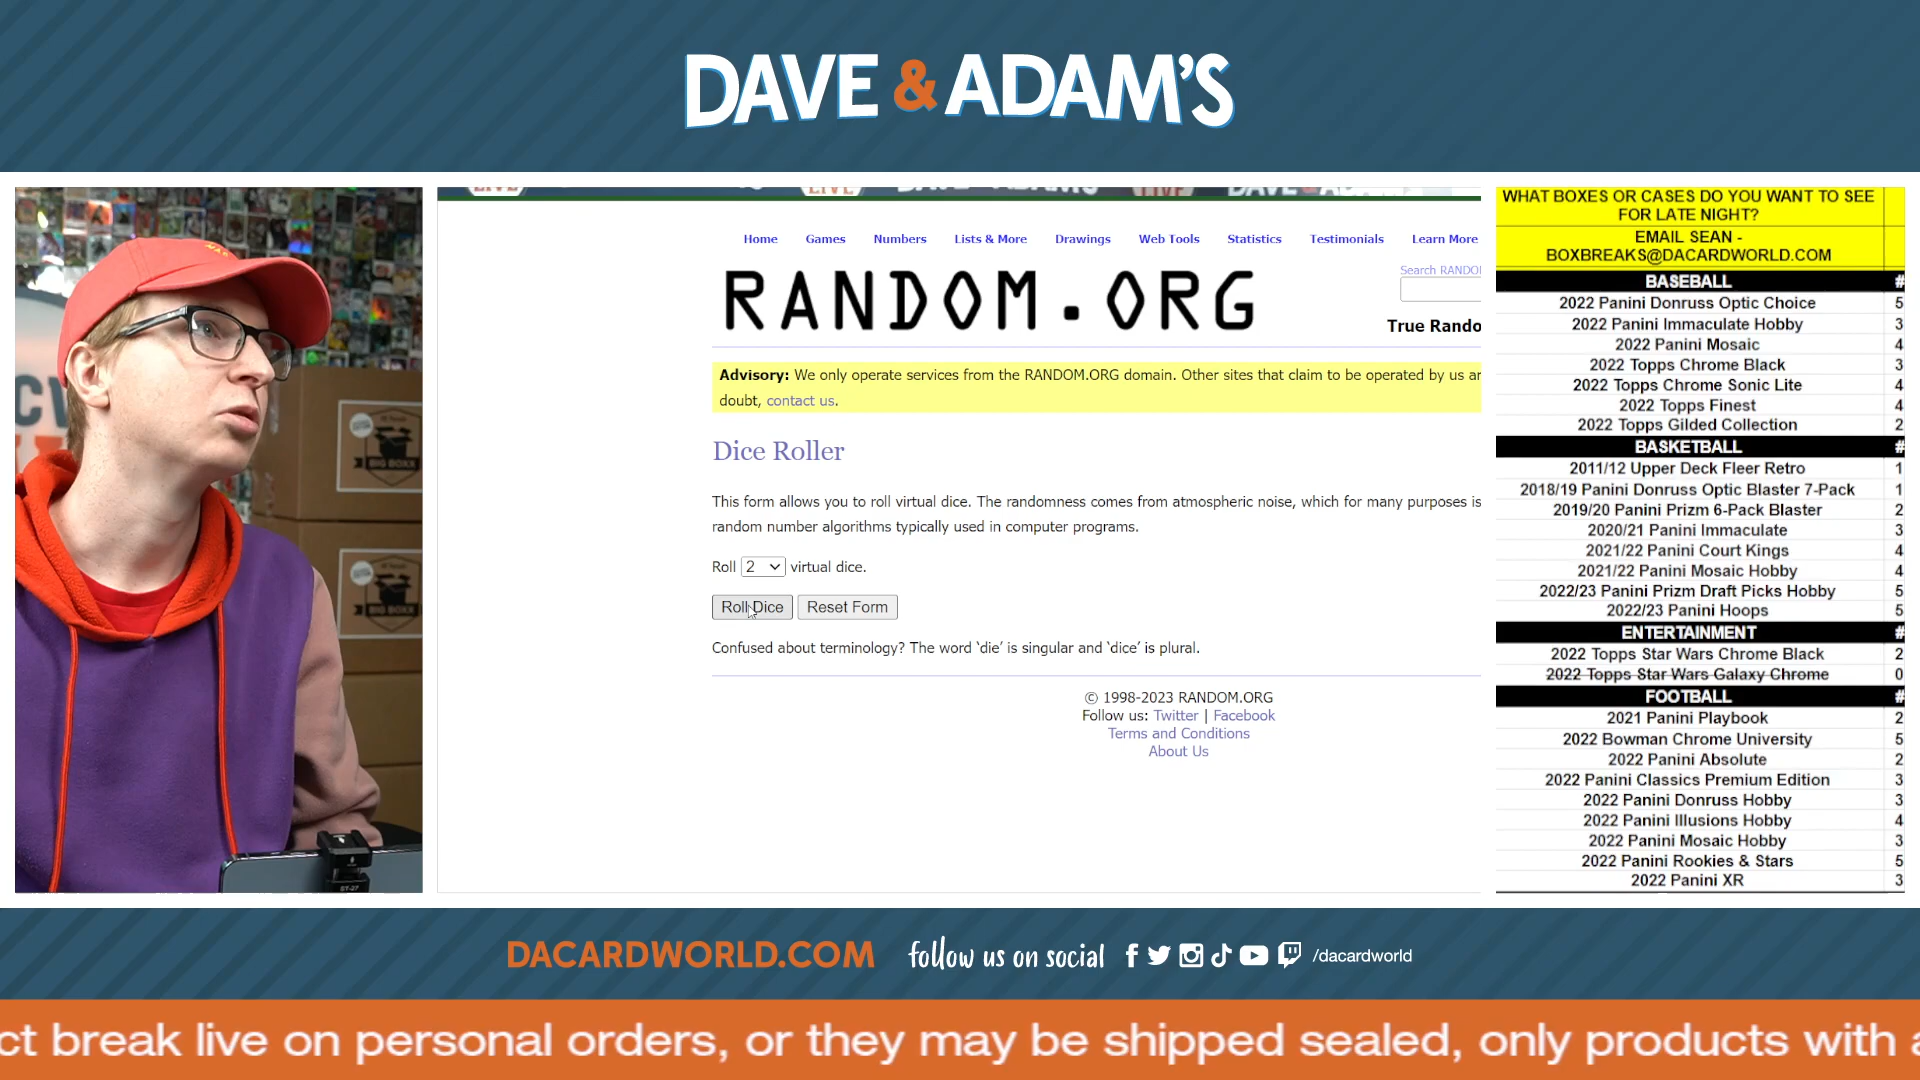 DAVE & ADAM'S
LIVE
LIVE
DAVE & ADAM'S
LIVE
Home Games Numbers Lists & More Drawings Web Tools Statistics Testimonials Learn More
RANDOM.ORG
Search RANDO
True Rando
Advisory: We only operate services from the RANDOM.ORG domain. Other sites that claim to be operated by us ar
doubt, contact us.
Dice Roller
This form allows you to roll virtual dice. The randomness comes from atmospheric noise, which for many purposes is
random number algorithms typically used in computer programs.
Roll 2 virtual dice.
Roll Dice Reset Form
Confused about terminology? The word ‘die’ is singular and ‘dice’ is plural.
© 1998-2023 RANDOM.ORG
Follow us: Twitter | Facebook
Terms and Conditions
About Us
WHAT BOXES OR CASES DO YOU WANT TO SEE
FOR LATE NIGHT?
EMAIL SEAN -
BOXBREAKS@DACARDWORLD.COM
BASEBALL #
2022 Panini Donruss Optic Choice 5
2022 Panini Immaculate Hobby 3
2022 Panini Mosaic 4
2022 Topps Chrome Black 3
2022 Topps Chrome Sonic Lite 4
2022 Topps Finest 4
2022 Topps Gilded Collection 2
BASKETBALL #
2011/12 Upper Deck Fleer Retro 1
2018/19 Panini Donruss Optic Blaster 7-Pack 1
2019/20 Panini Prizm 6-Pack Blaster 2
2020/21 Panini Immaculate 3
2021/22 Panini Court Kings 4
2021/22 Panini Mosaic Hobby 4
2022/23 Panini Prizm Draft Picks Hobby 5
2022/23 Panini Hoops 5
ENTERTAINMENT #
2022 Topps Star Wars Chrome Black 2
2022 Topps Star Wars Galaxy Chrome 0
FOOTBALL #
2021 Panini Playbook 2
2022 Bowman Chrome University 5
2022 Panini Absolute 2
2022 Panini Classics Premium Edition 3
2022 Panini Donruss Hobby 3
2022 Panini Illusions Hobby 4
2022 Panini Mosaic Hobby 3
2022 Panini Rookies & Stars 5
2022 Panini XR 3
BIG BOXX
BIG BOXX
DACARDWORLD.COM follow us on social /dacardworld
ct break live on personal orders, or they may be shipped sealed, only products with a